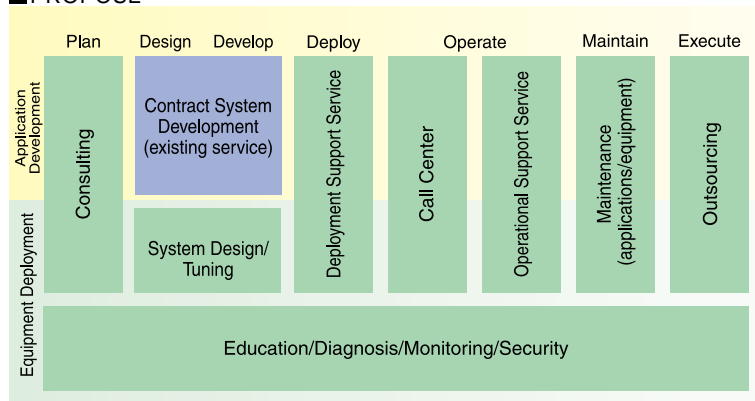 ■PROPOSE
Plan Design Develop Deploy Operate Maintain Execute
Application
Development
Equipment Deployment
Consulting
Contract System
Development
(existing service)
System Design/
Tuning
Deployment Support Service
Call Center
Operational Support Service
Maintenance
(applications/equipment)
Outsourcing
Education/Diagnosis/Monitoring/Security